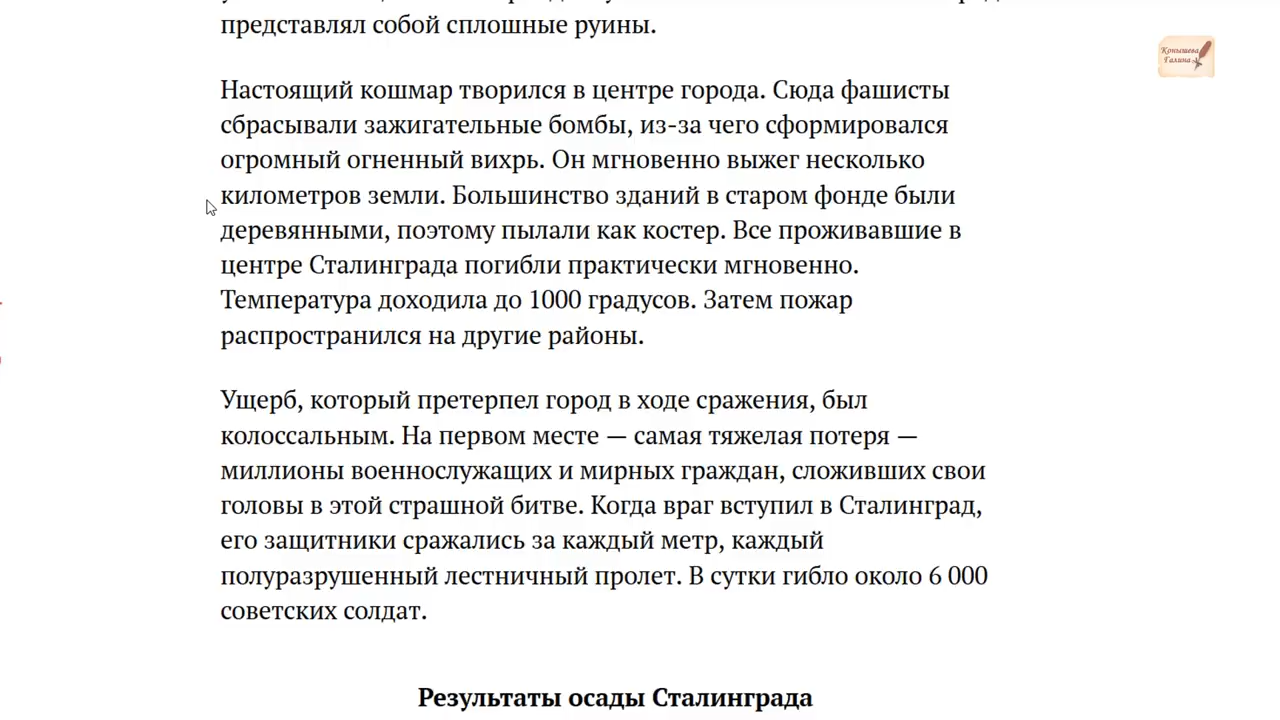 представлял собой сплошные руины.
Копышева
Галина
Настоящий кошмар творился в центре города. Сюда фашисты
сбрасывали зажигательные бомбы, из-за чего сформировался
огромный огненный вихрь. Он мгновенно выжег несколько
километров земли. Большинство зданий в старом фонде были
деревянными, поэтому пылали как костер. Все проживавшие в
центре Сталинграда погибли практически мгновенно.
Температура доходила до 1000 градусов. Затем пожар
распространился на другие районы.
Ущерб, который претерпел город в ходе сражения, был
колоссальным. На первом месте — самая тяжелая потеря —
миллионы военнослужащих и мирных граждан, сложивших свои
головы в этой страшной битве. Когда враг вступил в Сталинград,
его защитники сражались за каждый метр, каждый
полуразрушенный лестничный пролет. В сутки гибло около 6 000
советских солдат.
Результаты осады Сталинграда